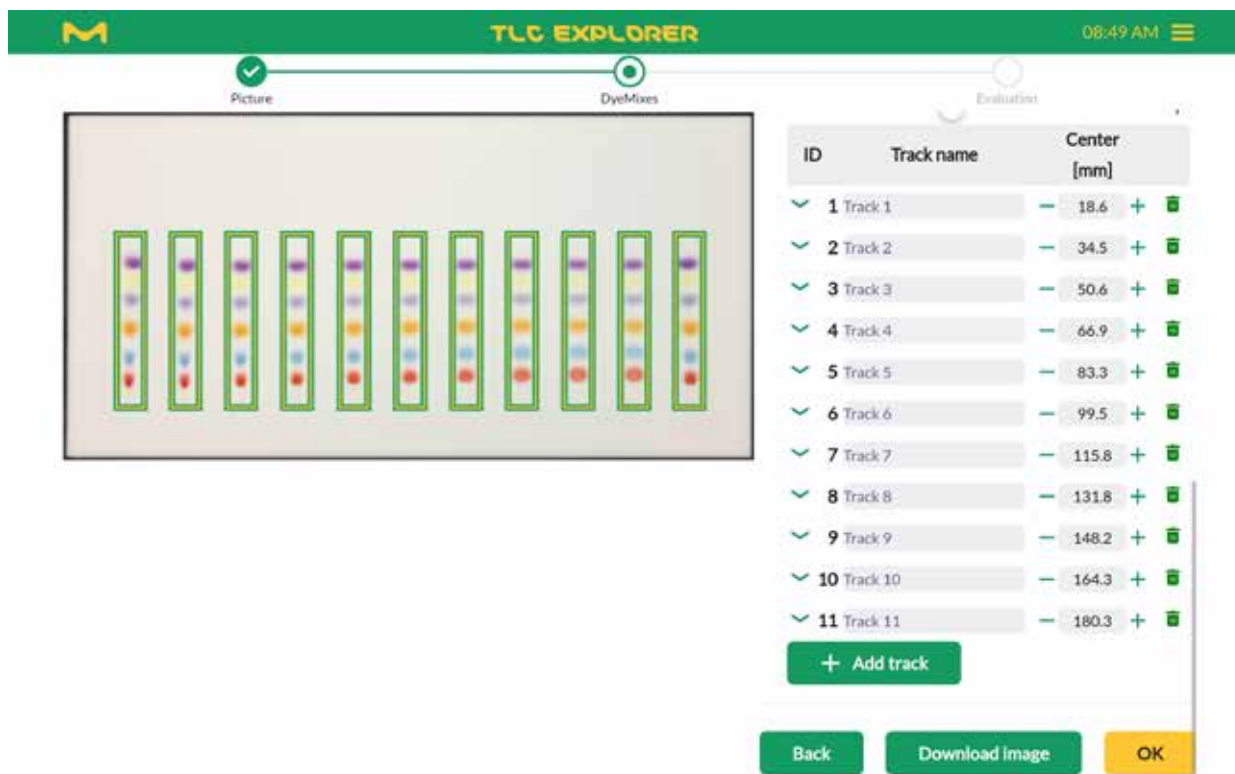 TLC EXPLORER
08:49 AM
Picture
DyeMixes
Evaluation
ID Track name Center [mm]
1 Track 1 − 18.6 +
2 Track 2 − 34.5 +
3 Track 3 − 50.6 +
4 Track 4 − 66.9 +
5 Track 5 − 83.3 +
6 Track 6 − 99.5 +
7 Track 7 − 115.8 +
8 Track 8 − 131.8 +
9 Track 9 − 148.2 +
10 Track 10 − 164.3 +
11 Track 11 − 180.3 +
+ Add track
Back
Download image
OK